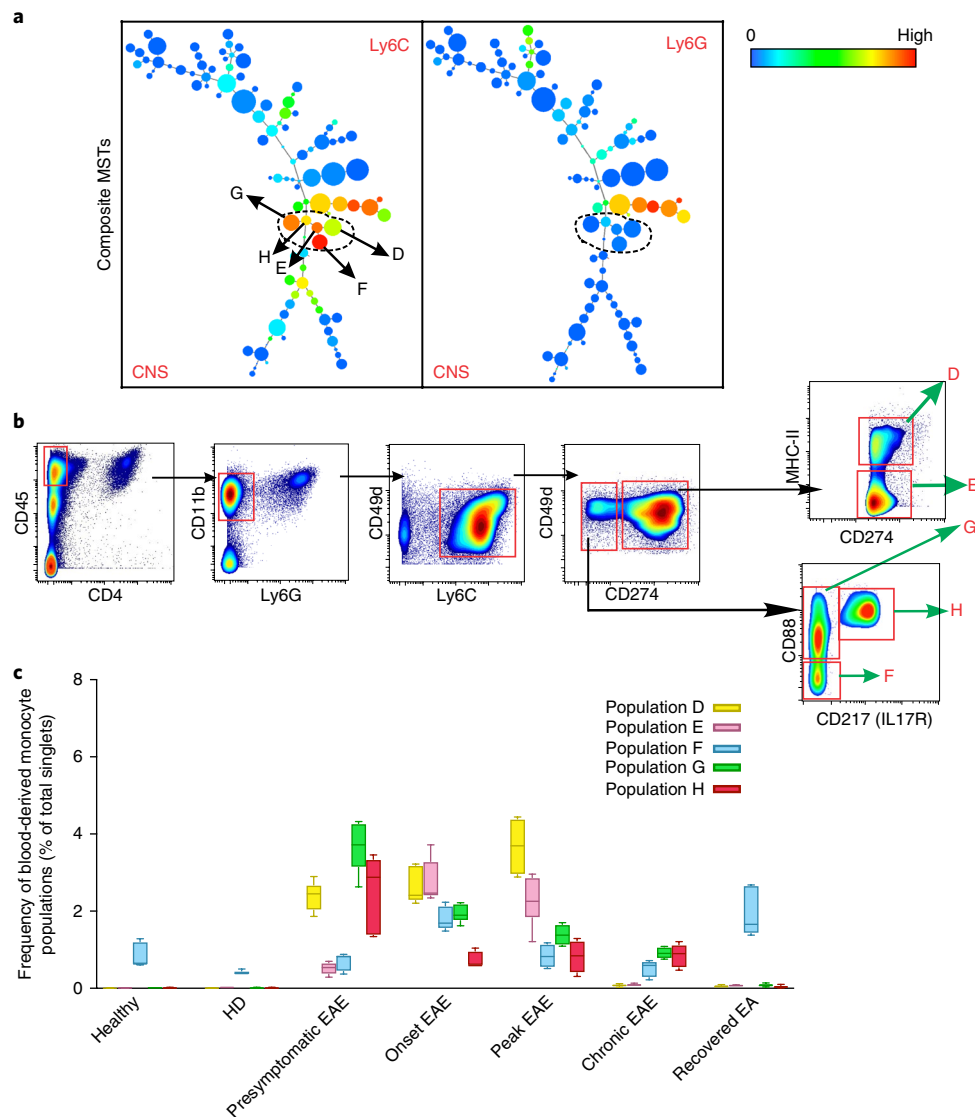 a
Ly6C
Ly6G
0
High
Composite MSTs
G
H
E
D
F
CNS
CNS
b
CD45
CD4
CD11b
Ly6G
CD49d
Ly6C
CD49d
CD274
MHC-II
CD274
D
E
G
CD88
H
F
CD217 (IL17R)
c
Frequency of blood-derived monocyte
populations (% of total singlets)
8
6
4
2
0
Population D
Population E
Population F
Population G
Population H
Healthy
HD
Presymptomatic EAE
Onset EAE
Peak EAE
Chronic EAE
Recovered EA